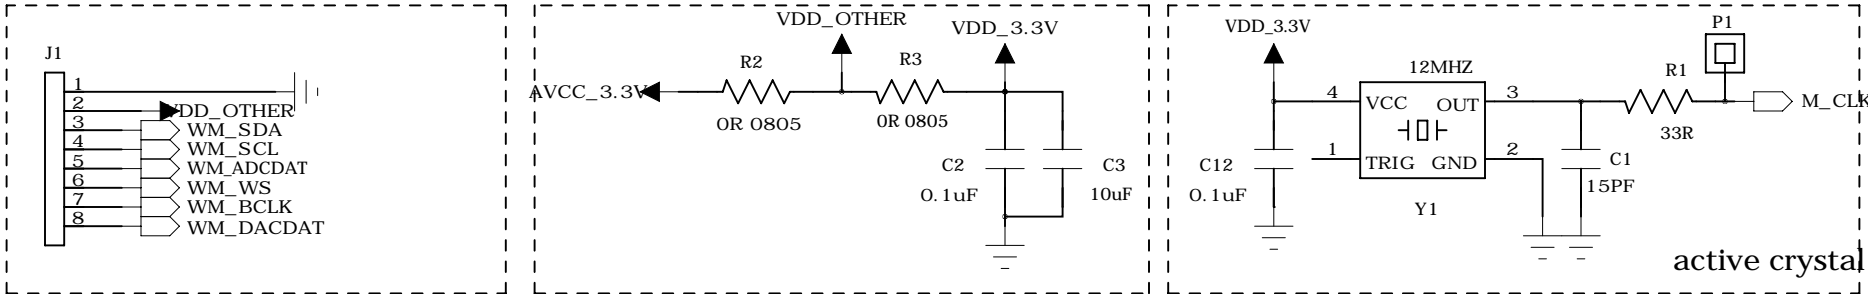 J1
1
2
VDD_OTHER
3
WM_SDA
4
WM_SCL
5
WM_ADCDAT
6
WM_WS
7
WM_BCLK
8
WM_DACDAT
VDD_OTHER
VDD_3.3V
R2
R3
AVCC_3.3V
0R 0805
0R 0805
C2
0.1uF
C3
10uF
VDD_3.3V
P1
12MHZ
R1
4
VCC
OUT
3
M_CLK
33R
1
TRIG
GND
2
C12
0.1uF
C1
15PF
Y1
active crystal